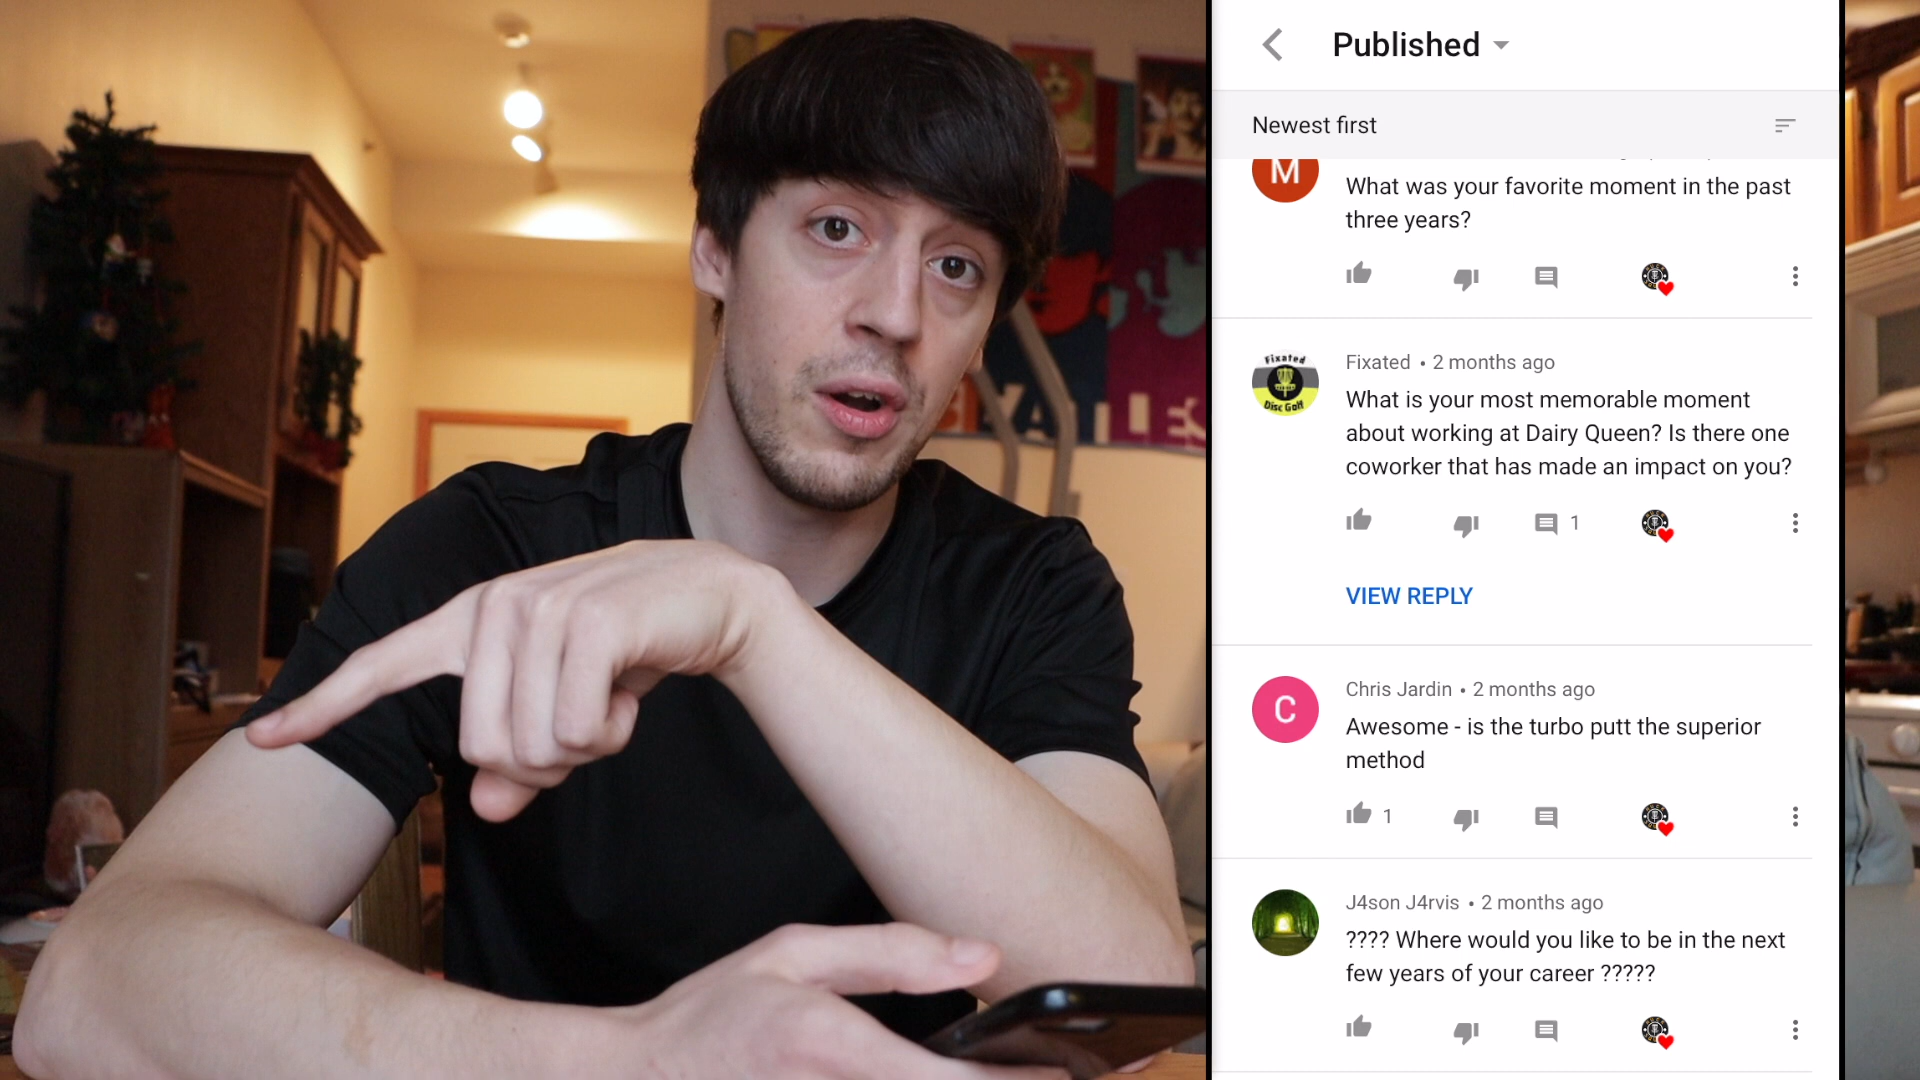 Published
Newest first
M
What was your favorite moment in the past
three years?
Fixated
Disc Golf
Fixated • 2 months ago
What is your most memorable moment
about working at Dairy Queen? Is there one
coworker that has made an impact on you?
1
VIEW REPLY
C
Chris Jardin • 2 months ago
Awesome - is the turbo putt the superior
method
1
J4son J4rvis • 2 months ago
???? Where would you like to be in the next
few years of your career ?????